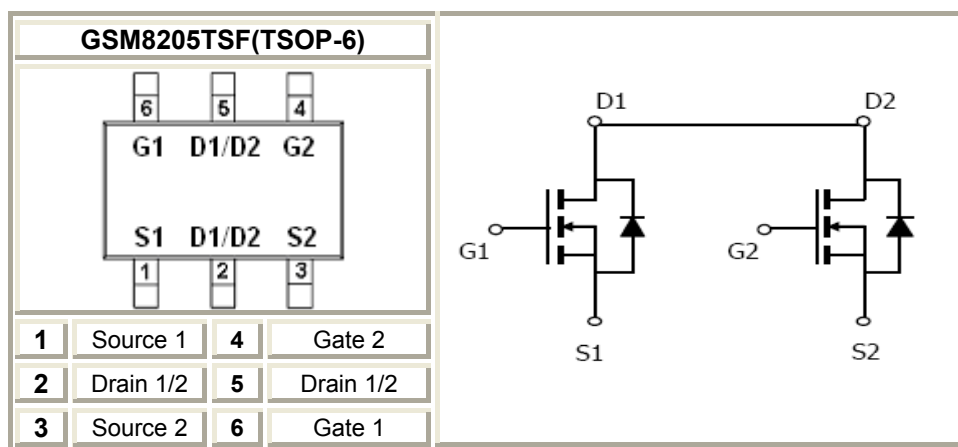 GSM8205TSF(TSOP-6)
6 5 4
G1 D1/D2 G2
S1 D1/D2 S2
1 2 3
1 Source 1 4 Gate 2
2 Drain 1/2 5 Drain 1/2
3 Source 2 6 Gate 1
D1 D2
G1 G2
S1 S2